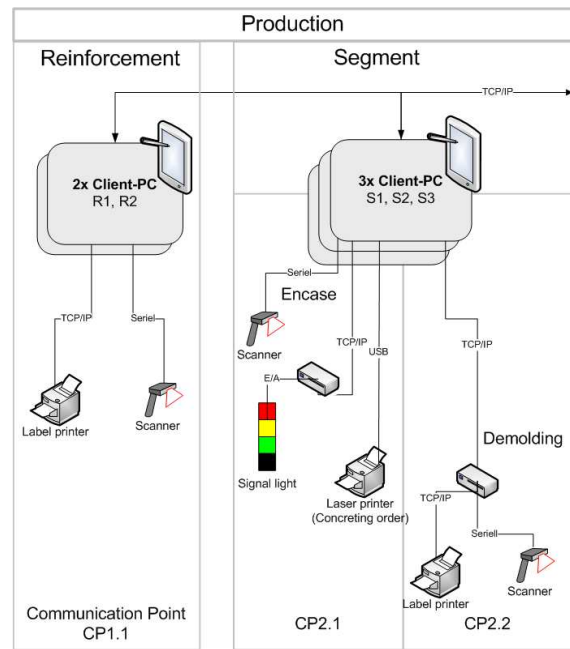 Production
Reinforcement
Segment
TCP/IP
2x Client-PC
R1, R2
3x Client-PC
S1, S2, S3
Seriel
Encase
TCP/IP
Seriel
Scanner
TCP/IP
USB
TCP/IP
E/A
Label printer
Scanner
Signal light
Laser printer
(Concreting order)
Demolding
TCP/IP
Seriell
Label printer
Scanner
Communication Point
CP1.1
CP2.1
CP2.2